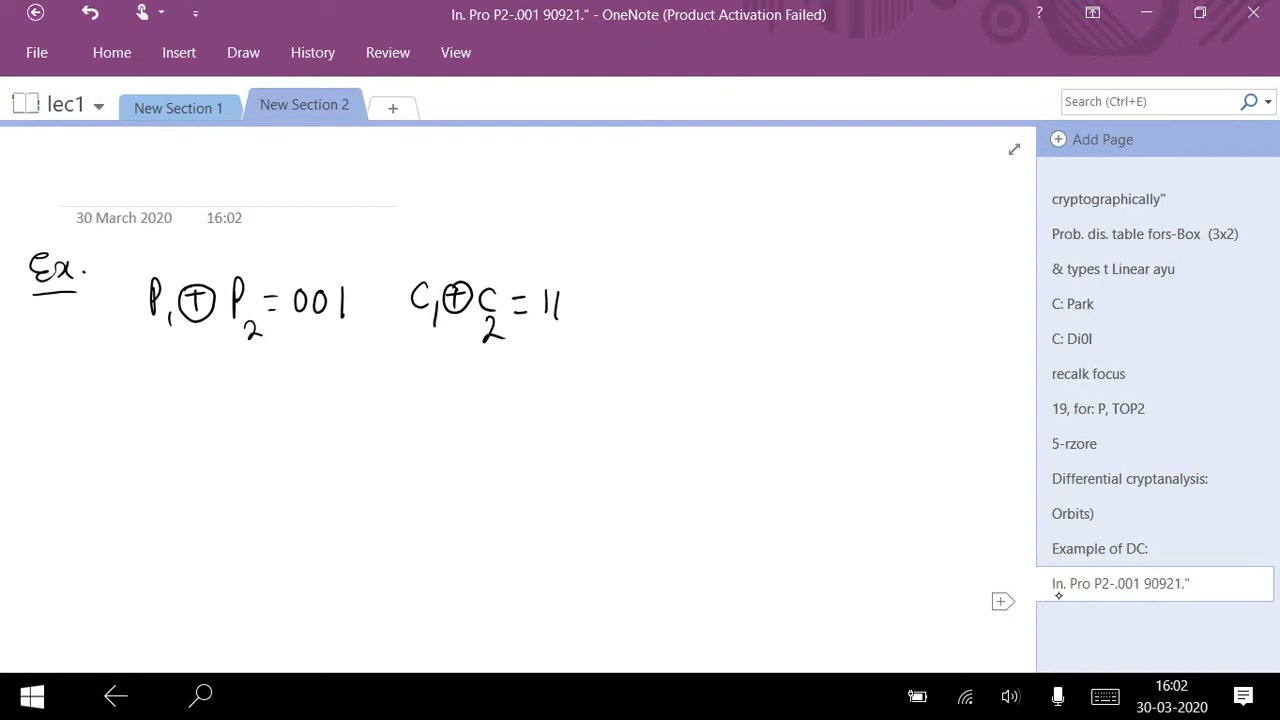 In. Pro P2-.001 90921." - OneNote (Product Activation Failed)
?
File Home Insert Draw History Review View
lec1 New Section 1 New Section 2 +
Search (Ctrl+E)
Add Page
30 March 2020 16:02
Ex.
P₁ ⊕ P₂ = 001 C₁ ⊕ C₂ = 11
cryptographically"
Prob. dis. table fors-Box (3x2)
& types t Linear ayu
C: Park
C: Di0l
recalk focus
19, for: P, TOP2
5-rzore
Differential cryptanalysis:
Orbits)
Example of DC:
In. Pro P2-.001 90921."
16:02
30-03-2020